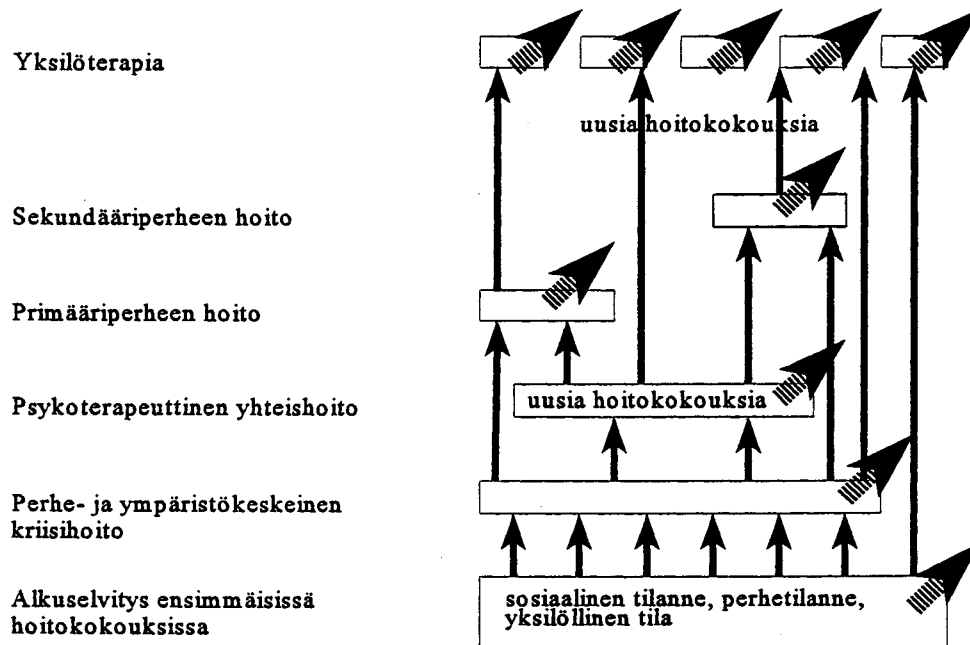 Yksilöterapia
uusia hoitokokouksia
Sekundääriperheen hoito
Primääriperheen hoito
Psykoterapeuttinen yhteishoito
uusia hoitokokouksia
Perhe- ja ympäristökeskeinen
kriisihoito
Alkuselvitys ensimmäisissä
hoitokokouksissa
sosiaalinen tilanne, perhetilanne,
yksilöllinen tila